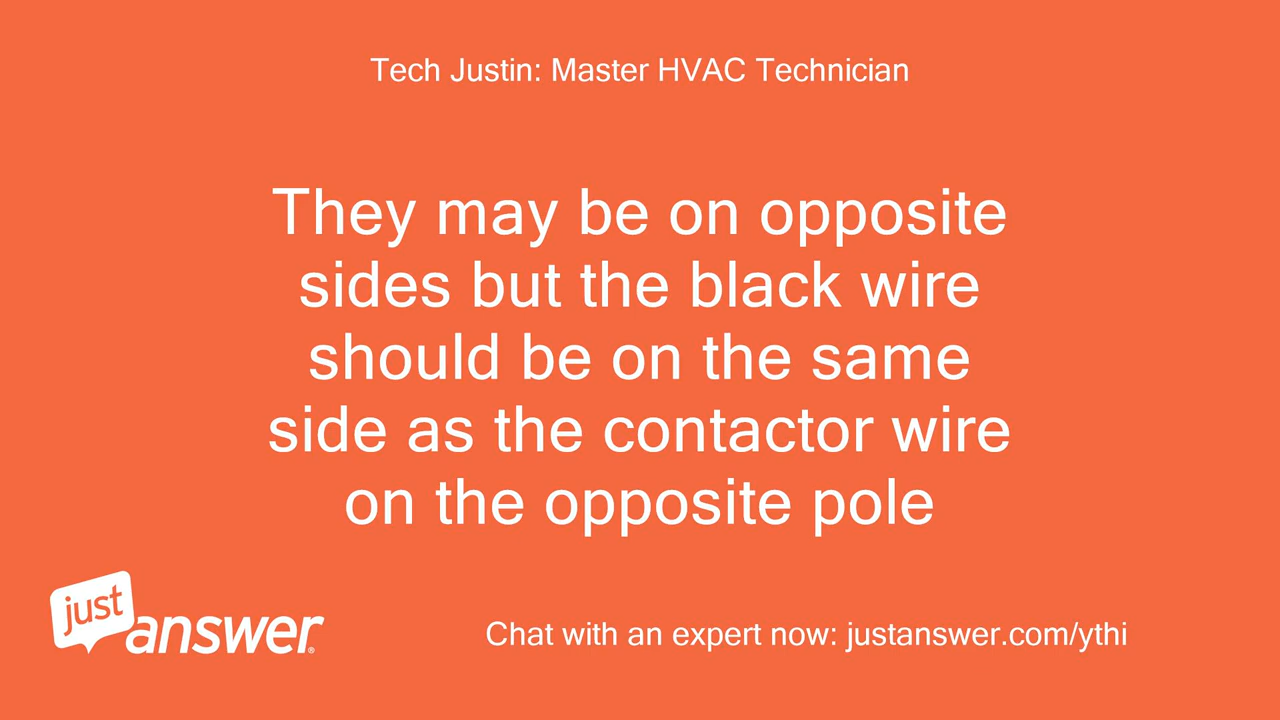 Tech Justin: Master HVAC Technician
They may be on opposite
sides but the black wire
should be on the same
side as the contactor wire
on the opposite pole
just
answer®
Chat with an expert now: justanswer.com/ythi